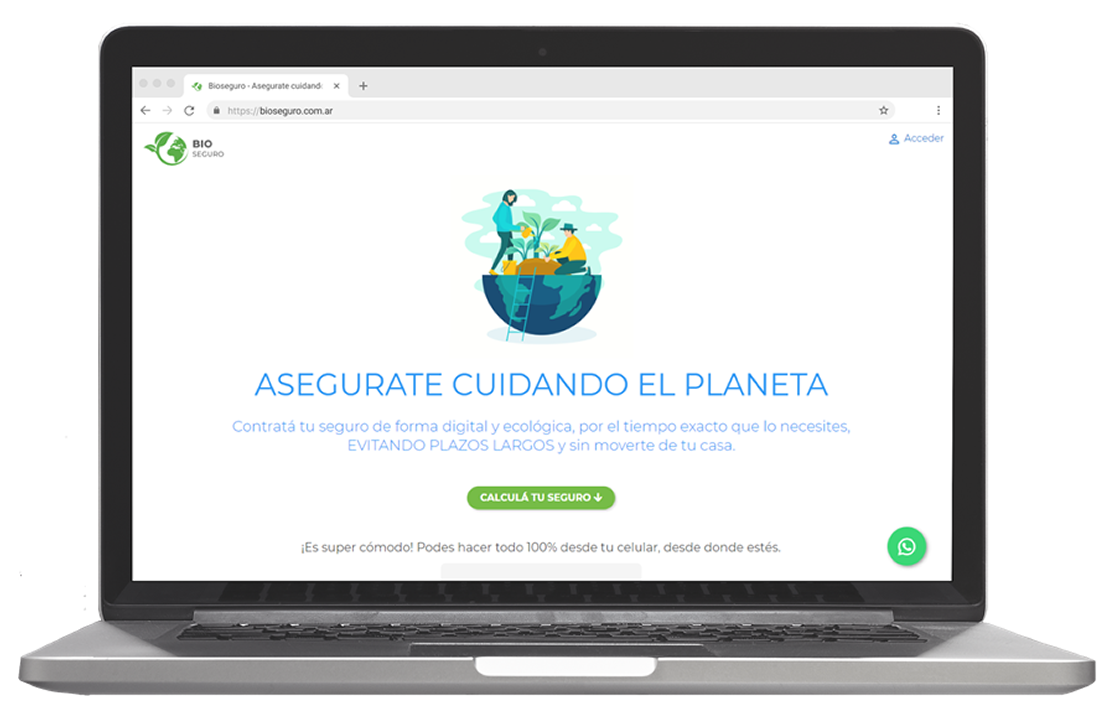 Bioseguro - Asegurate cuidand
https://bioseguro.com.ar
BIO
SEGURO
Acceder
ASEGURATE CUIDANDO EL PLANETA
Contratá tu seguro de forma digital y ecológica, por el tiempo exacto que lo necesites,
EVITANDO PLAZOS LARGOS y sin moverte de tu casa.
CALCULÁ TU SEGURO
¡Es super cómodo! Podes hacer todo 100% desde tu celular, desde donde estés.